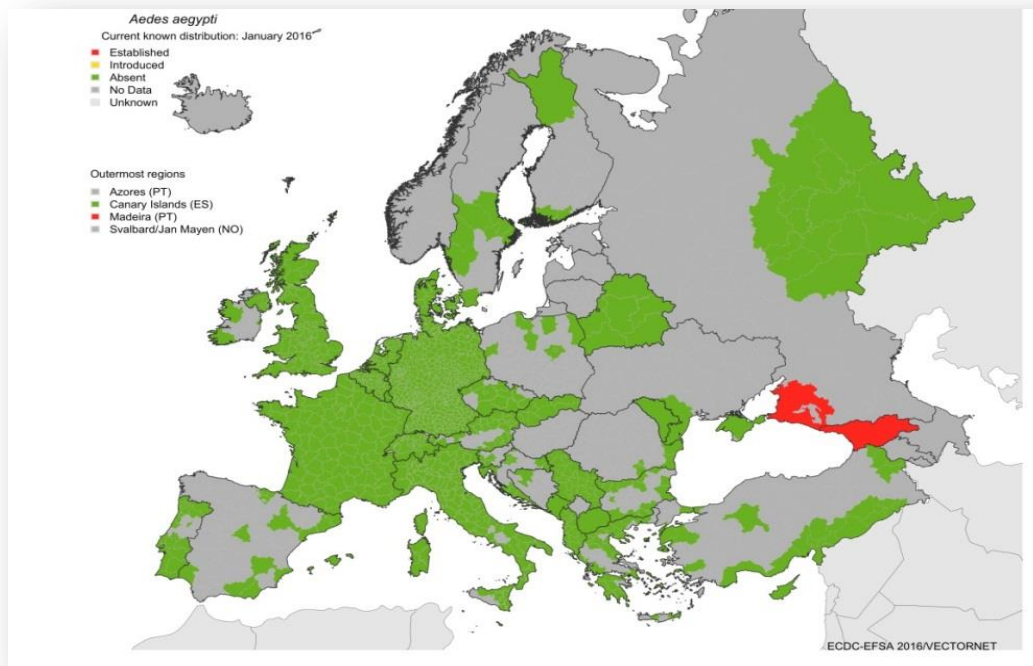 Aedes aegypti
Current known distribution: January 2016
Established
Introduced
Absent
No Data
Unknown
Outermost regions
Azores (PT)
Canary Islands (ES)
Madeira (PT)
Svalbard/Jan Mayen (NO)
ECDC-EFSA 2016/VECTORNET